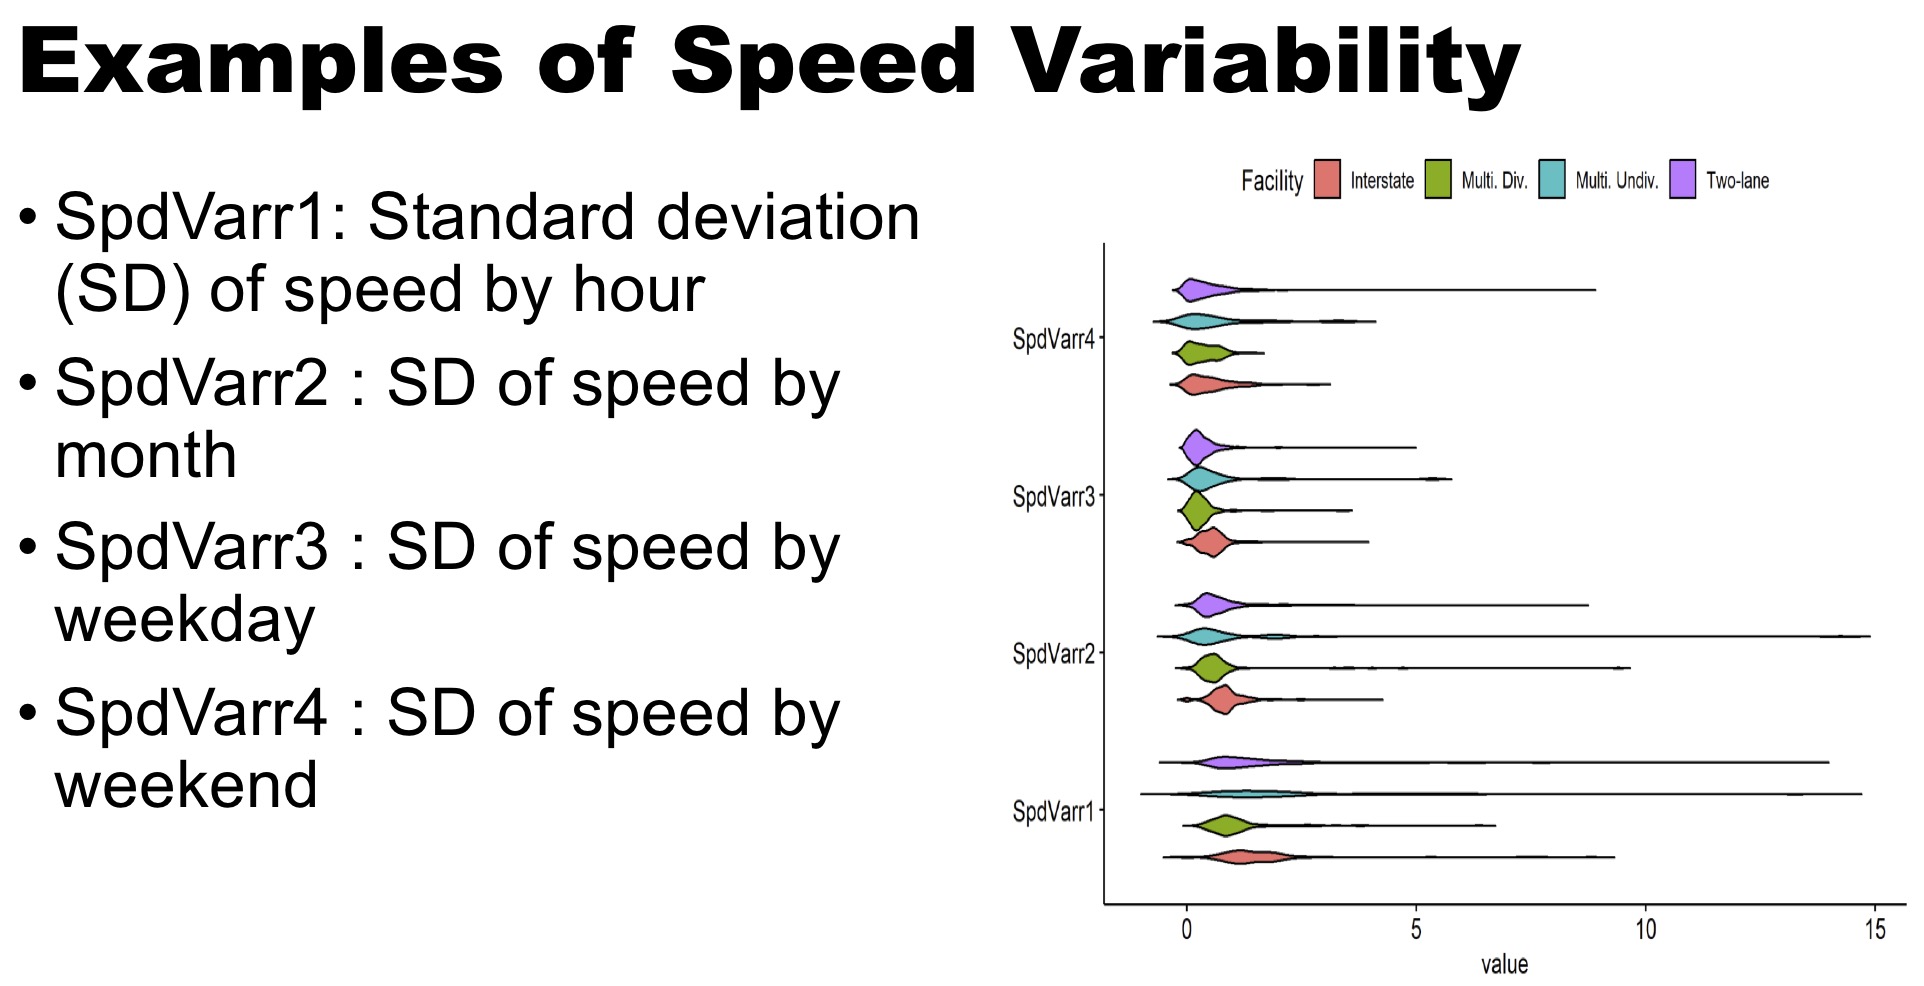 Examples of Speed Variability
• SpdVarr1: Standard deviation
(SD) of speed by hour
• SpdVarr2 : SD of speed by
month
• SpdVarr3 : SD of speed by
weekday
• SpdVarr4 : SD of speed by
weekend
Facility Interstate Multi. Div. Multi. Undiv. Two-lane
SpdVarr4
SpdVarr3
SpdVarr2
SpdVarr1
0 5 10 15
value